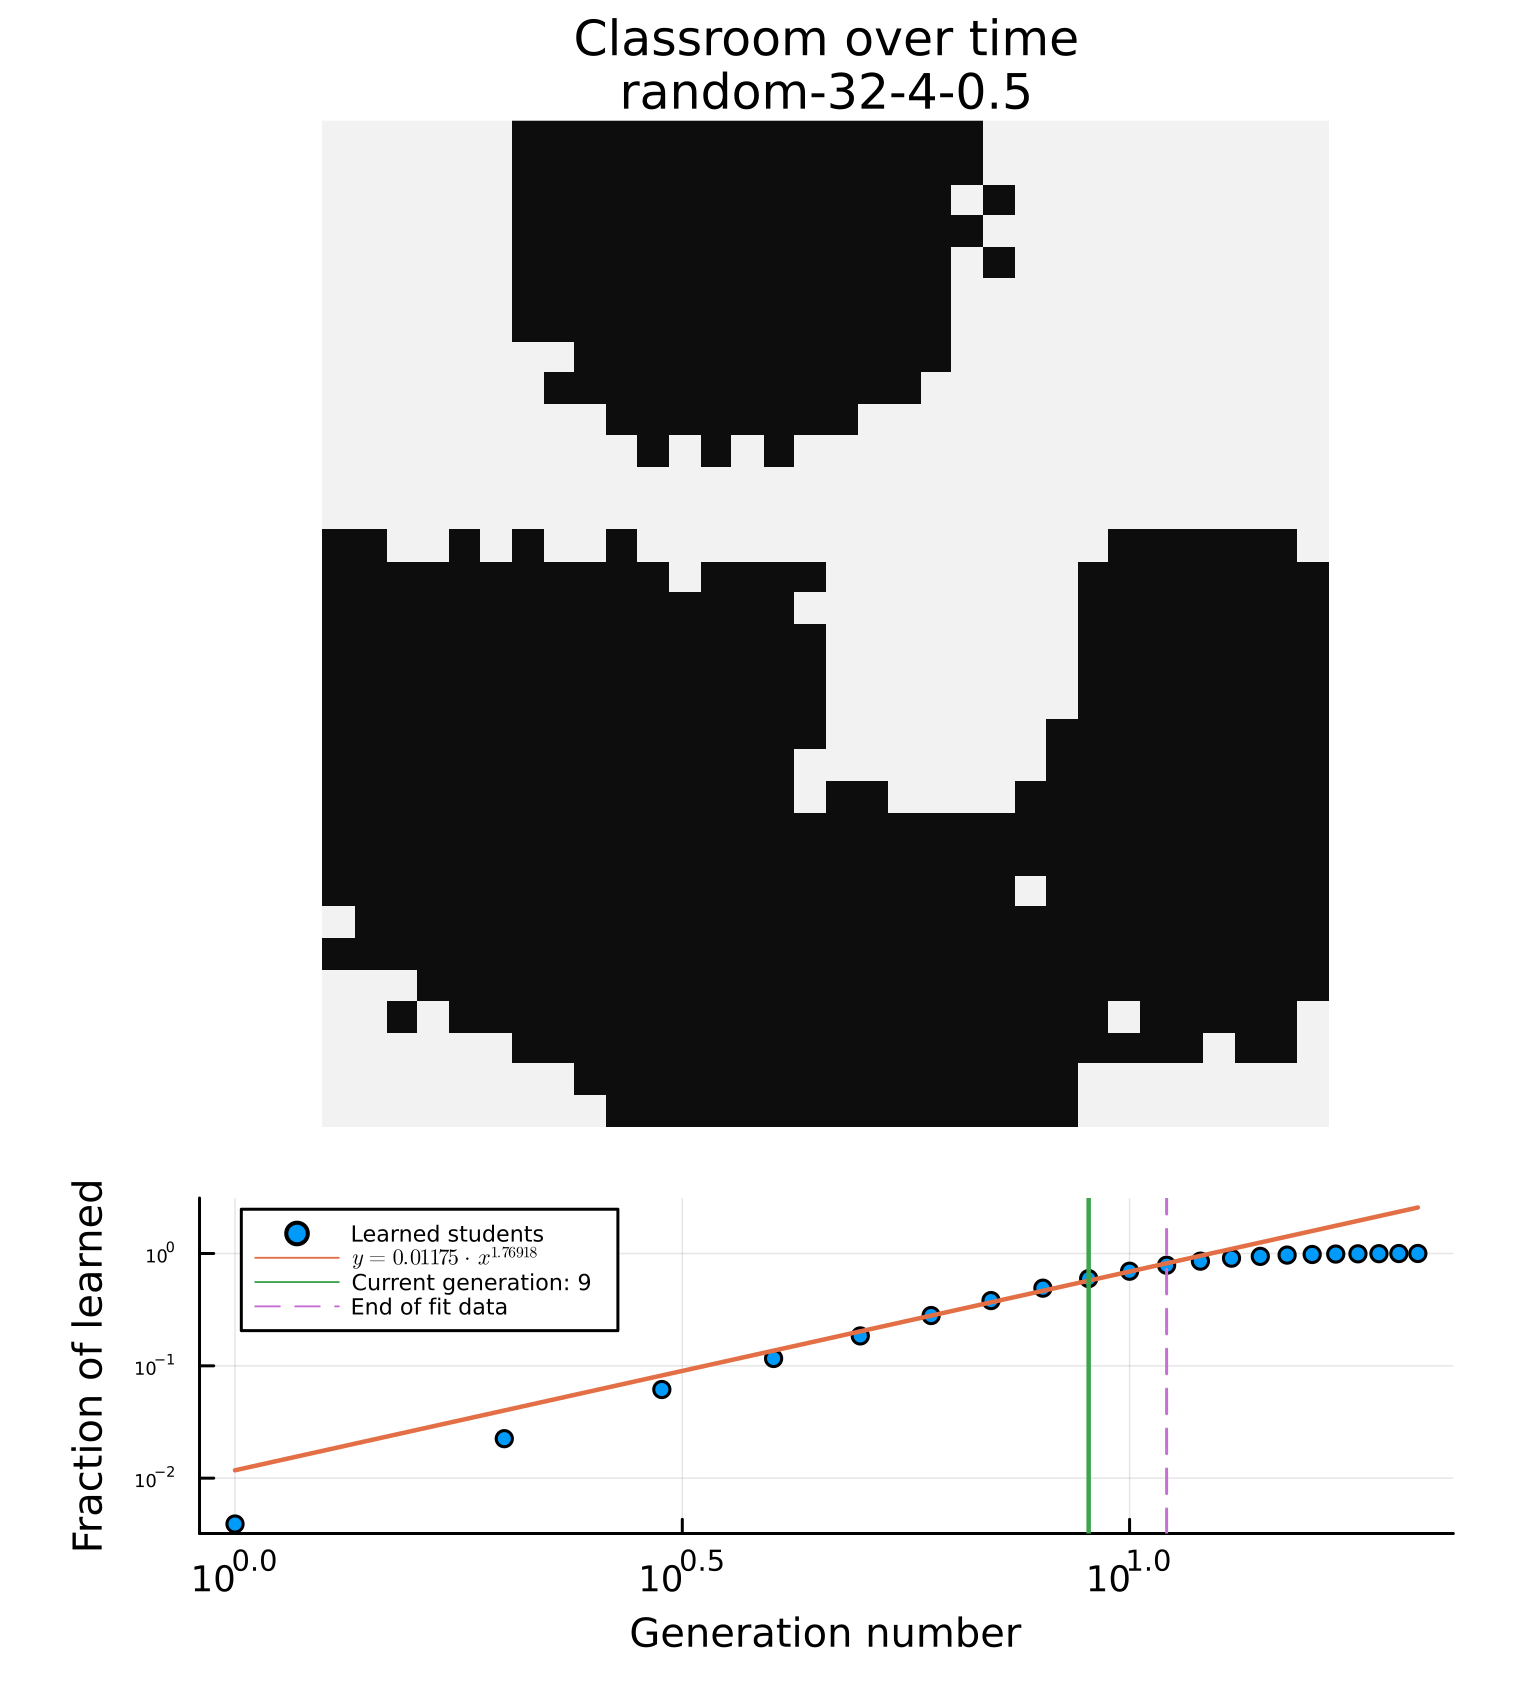 Classroom over time
random-32-4-0.5
Fraction of learned
10⁰
10⁻¹
10⁻²
Learned students
y = 0.01175 · x^1.76918
Current generation: 9
End of fit data
10^0.0 10^0.5 10^1.0
Generation number